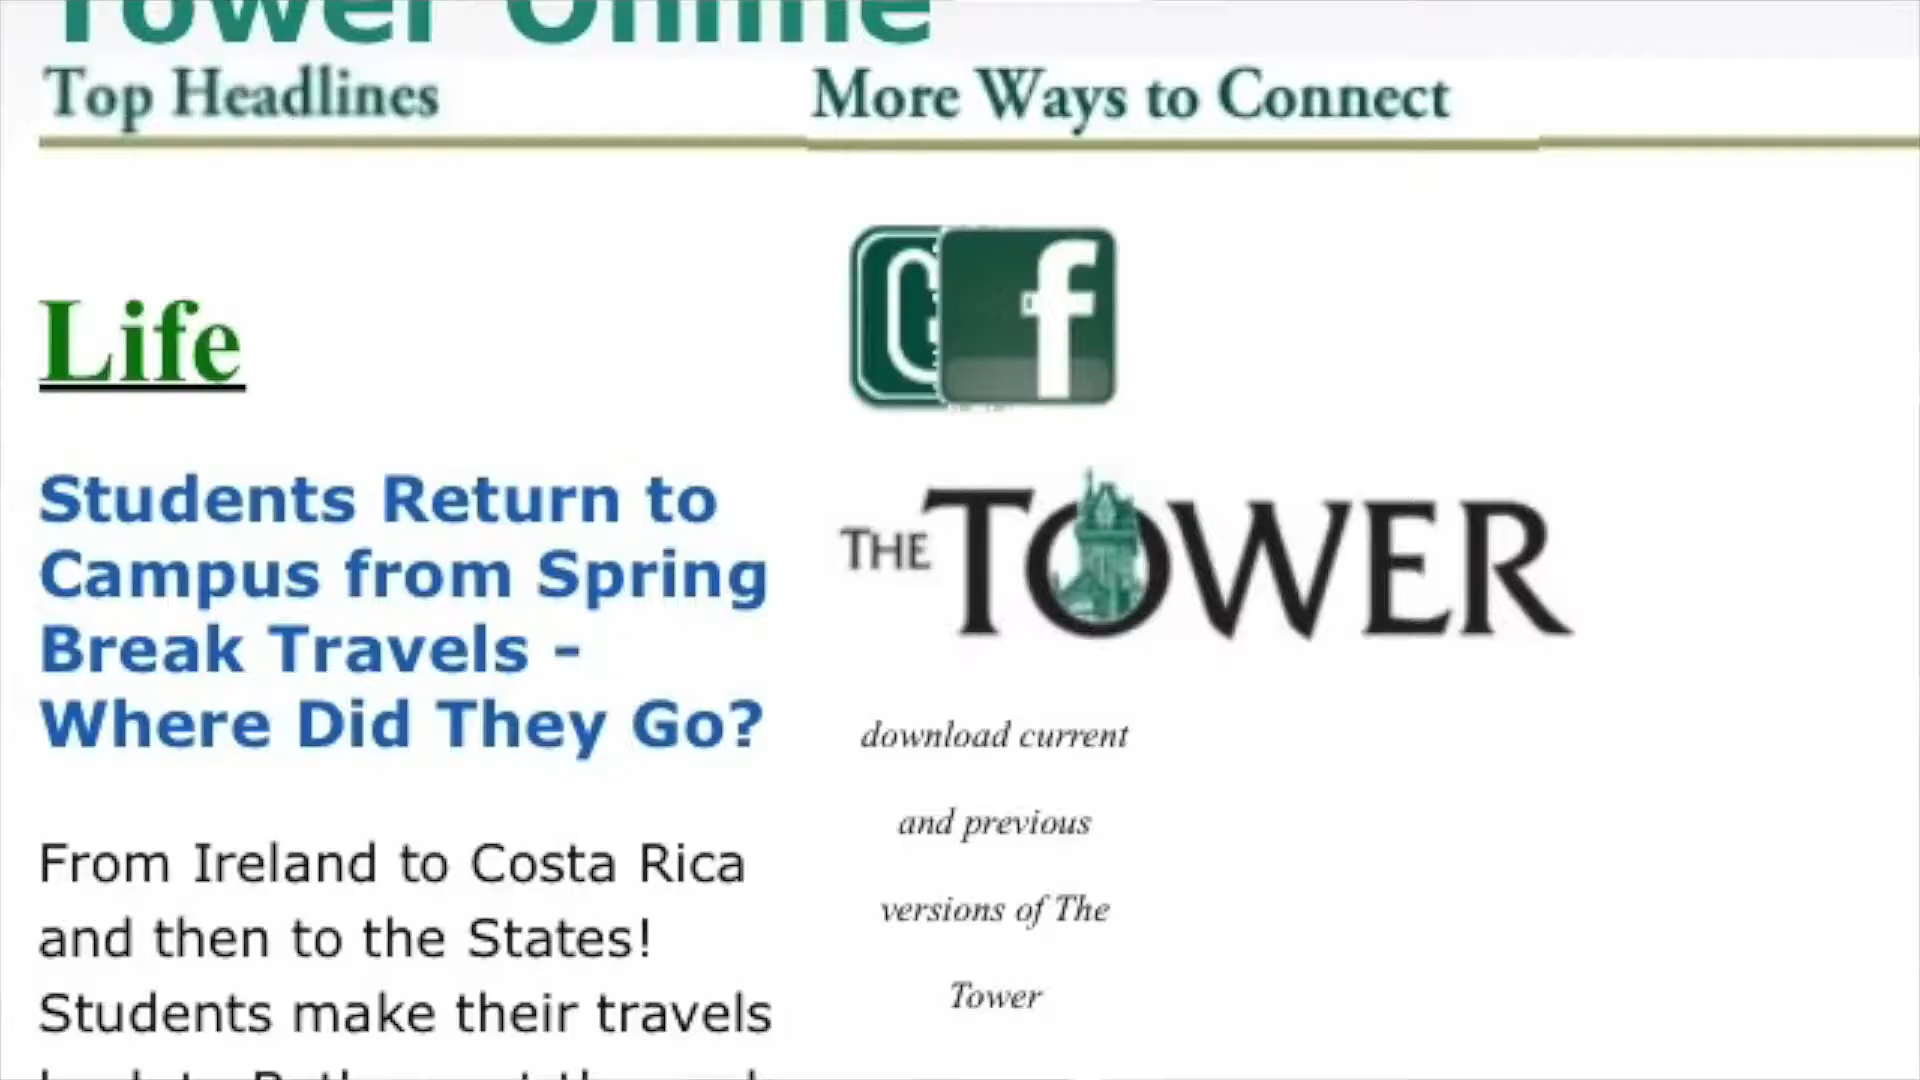 Tower Online
Top Headlines
More Ways to Connect
Life
Students Return to
Campus from Spring
Break Travels -
Where Did They Go?
From Ireland to Costa Rica
and then to the States!
Students make their travels
f
THE TOWER
download current
and previous
versions of The
Tower